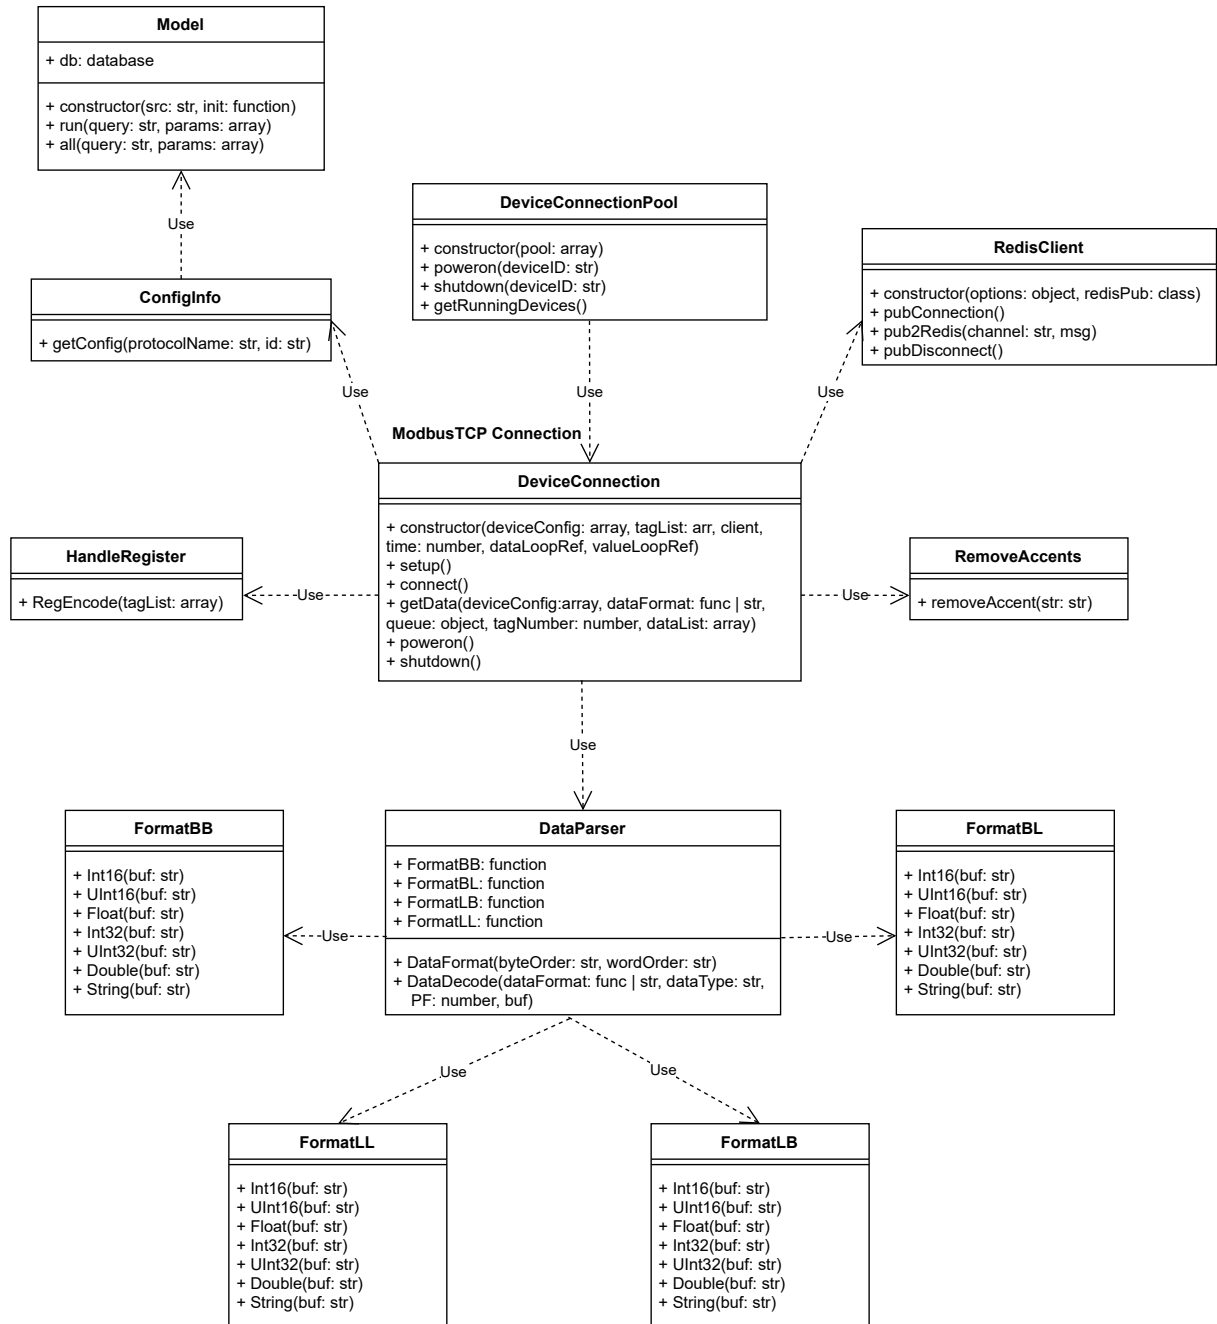 Model
+ db: database
+ constructor(src: str, init: function)
+ run(query: str, params: array)
+ all(query: str, params: array)
Use
DeviceConnectionPool
+ constructor(pool: array)
+ poweron(deviceID: str)
+ shutdown(deviceID: str)
+ getRunningDevices()
RedisClient
+ constructor(options: object, redisPub: class)
+ pubConnection()
+ pub2Redis(channel: str, msg)
+ pubDisconnect()
ConfigInfo
+ getConfig(protocolName: str, id: str)
Use
Use
Use
ModbusTCP Connection
DeviceConnection
+ constructor(deviceConfig: array, tagList: arr, client,
time: number, dataLoopRef, valueLoopRef)
+ setup()
+ connect()
+ getData(deviceConfig:array, dataFormat: func | str,
queue: object, tagNumber: number, dataList: array)
+ poweron()
+ shutdown()
HandleRegister
+ RegEncode(tagList: array)
Use
Use
RemoveAccents
+ removeAccent(str: str)
Use
FormatBB
+ Int16(buf: str)
+ UInt16(buf: str)
+ Float(buf: str)
+ Int32(buf: str)
+ UInt32(buf: str)
+ Double(buf: str)
+ String(buf: str)
Use
DataParser
+ FormatBB: function
+ FormatBL: function
+ FormatLB: function
+ FormatLL: function
+ DataFormat(byteOrder: str, wordOrder: str)
+ DataDecode(dataFormat: func | str, dataType: str,
PF: number, buf)
Use
FormatBL
+ Int16(buf: str)
+ UInt16(buf: str)
+ Float(buf: str)
+ Int32(buf: str)
+ UInt32(buf: str)
+ Double(buf: str)
+ String(buf: str)
Use
Use
FormatLL
+ Int16(buf: str)
+ UInt16(buf: str)
+ Float(buf: str)
+ Int32(buf: str)
+ UInt32(buf: str)
+ Double(buf: str)
+ String(buf: str)
FormatLB
+ Int16(buf: str)
+ UInt16(buf: str)
+ Float(buf: str)
+ Int32(buf: str)
+ UInt32(buf: str)
+ Double(buf: str)
+ String(buf: str)